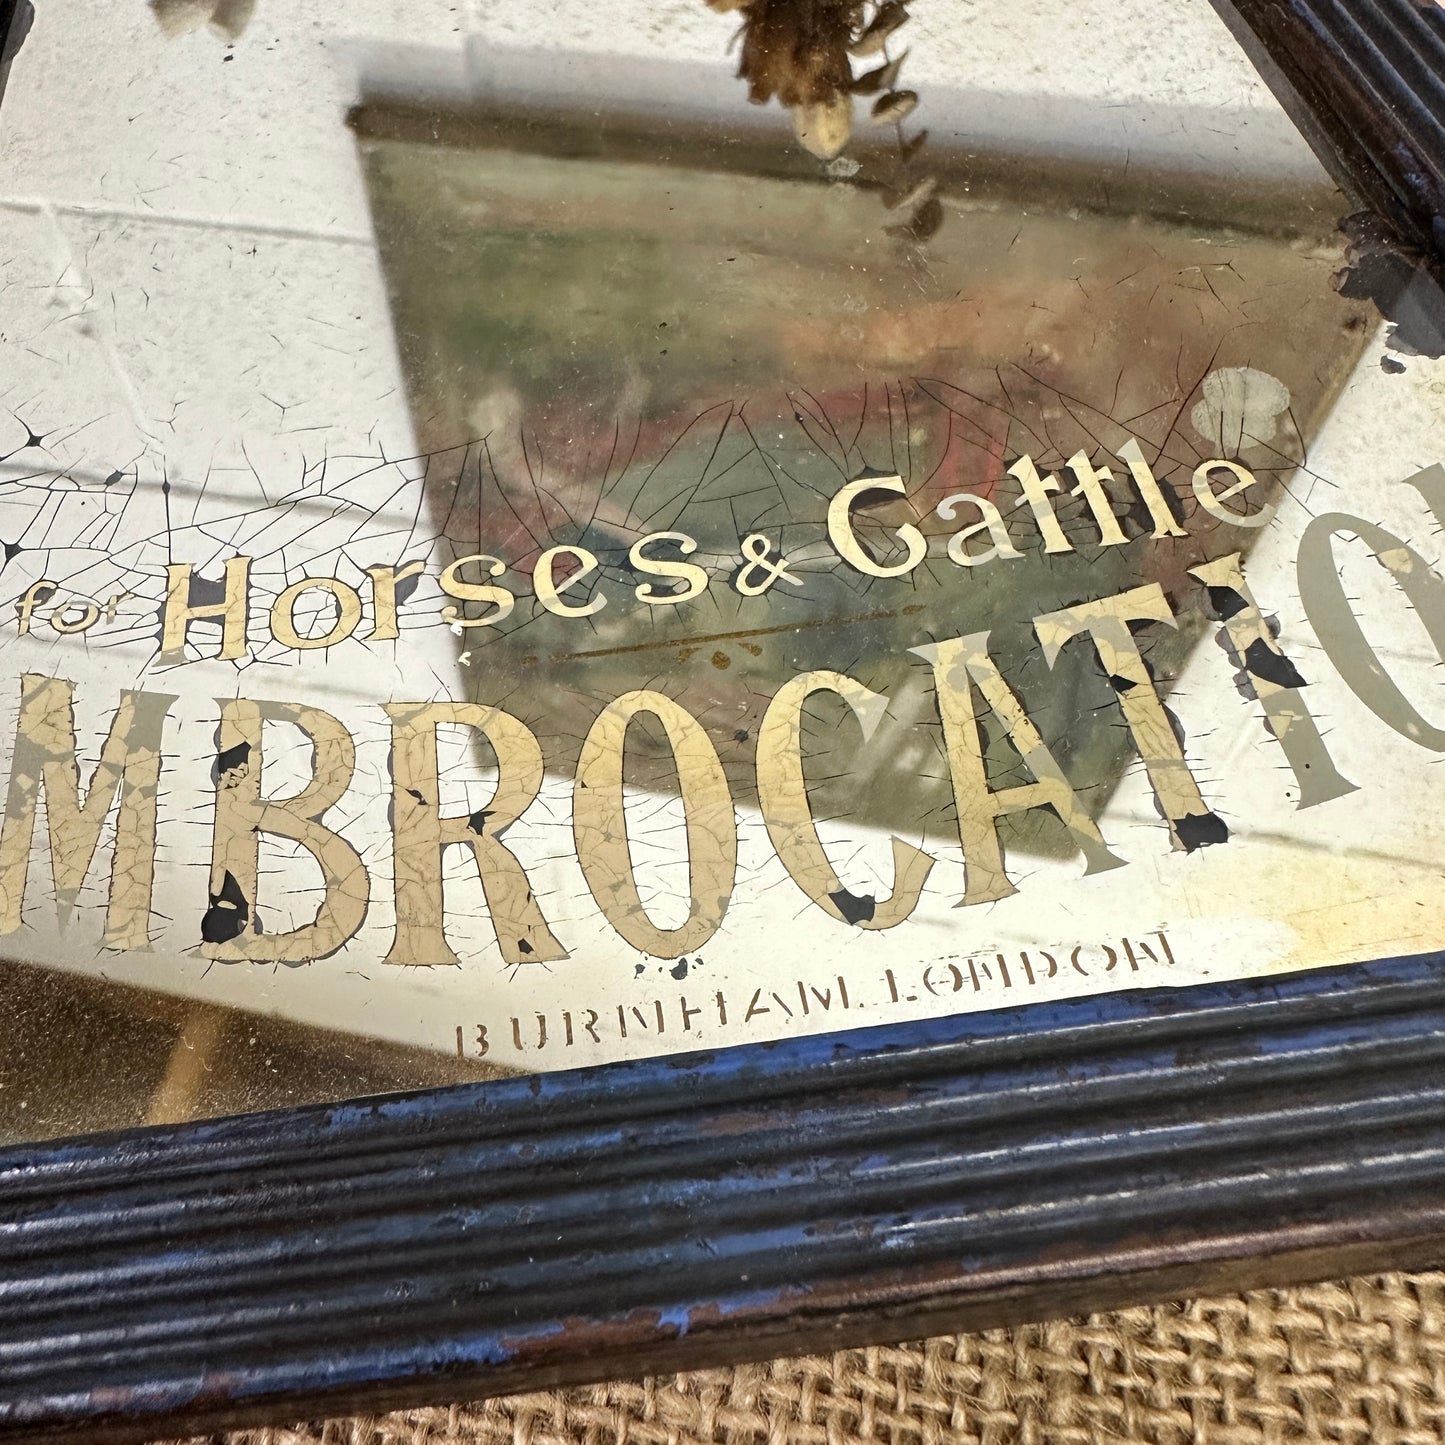 for Horses & Cattle
MBROCATIO
BURNHAM. LONDON